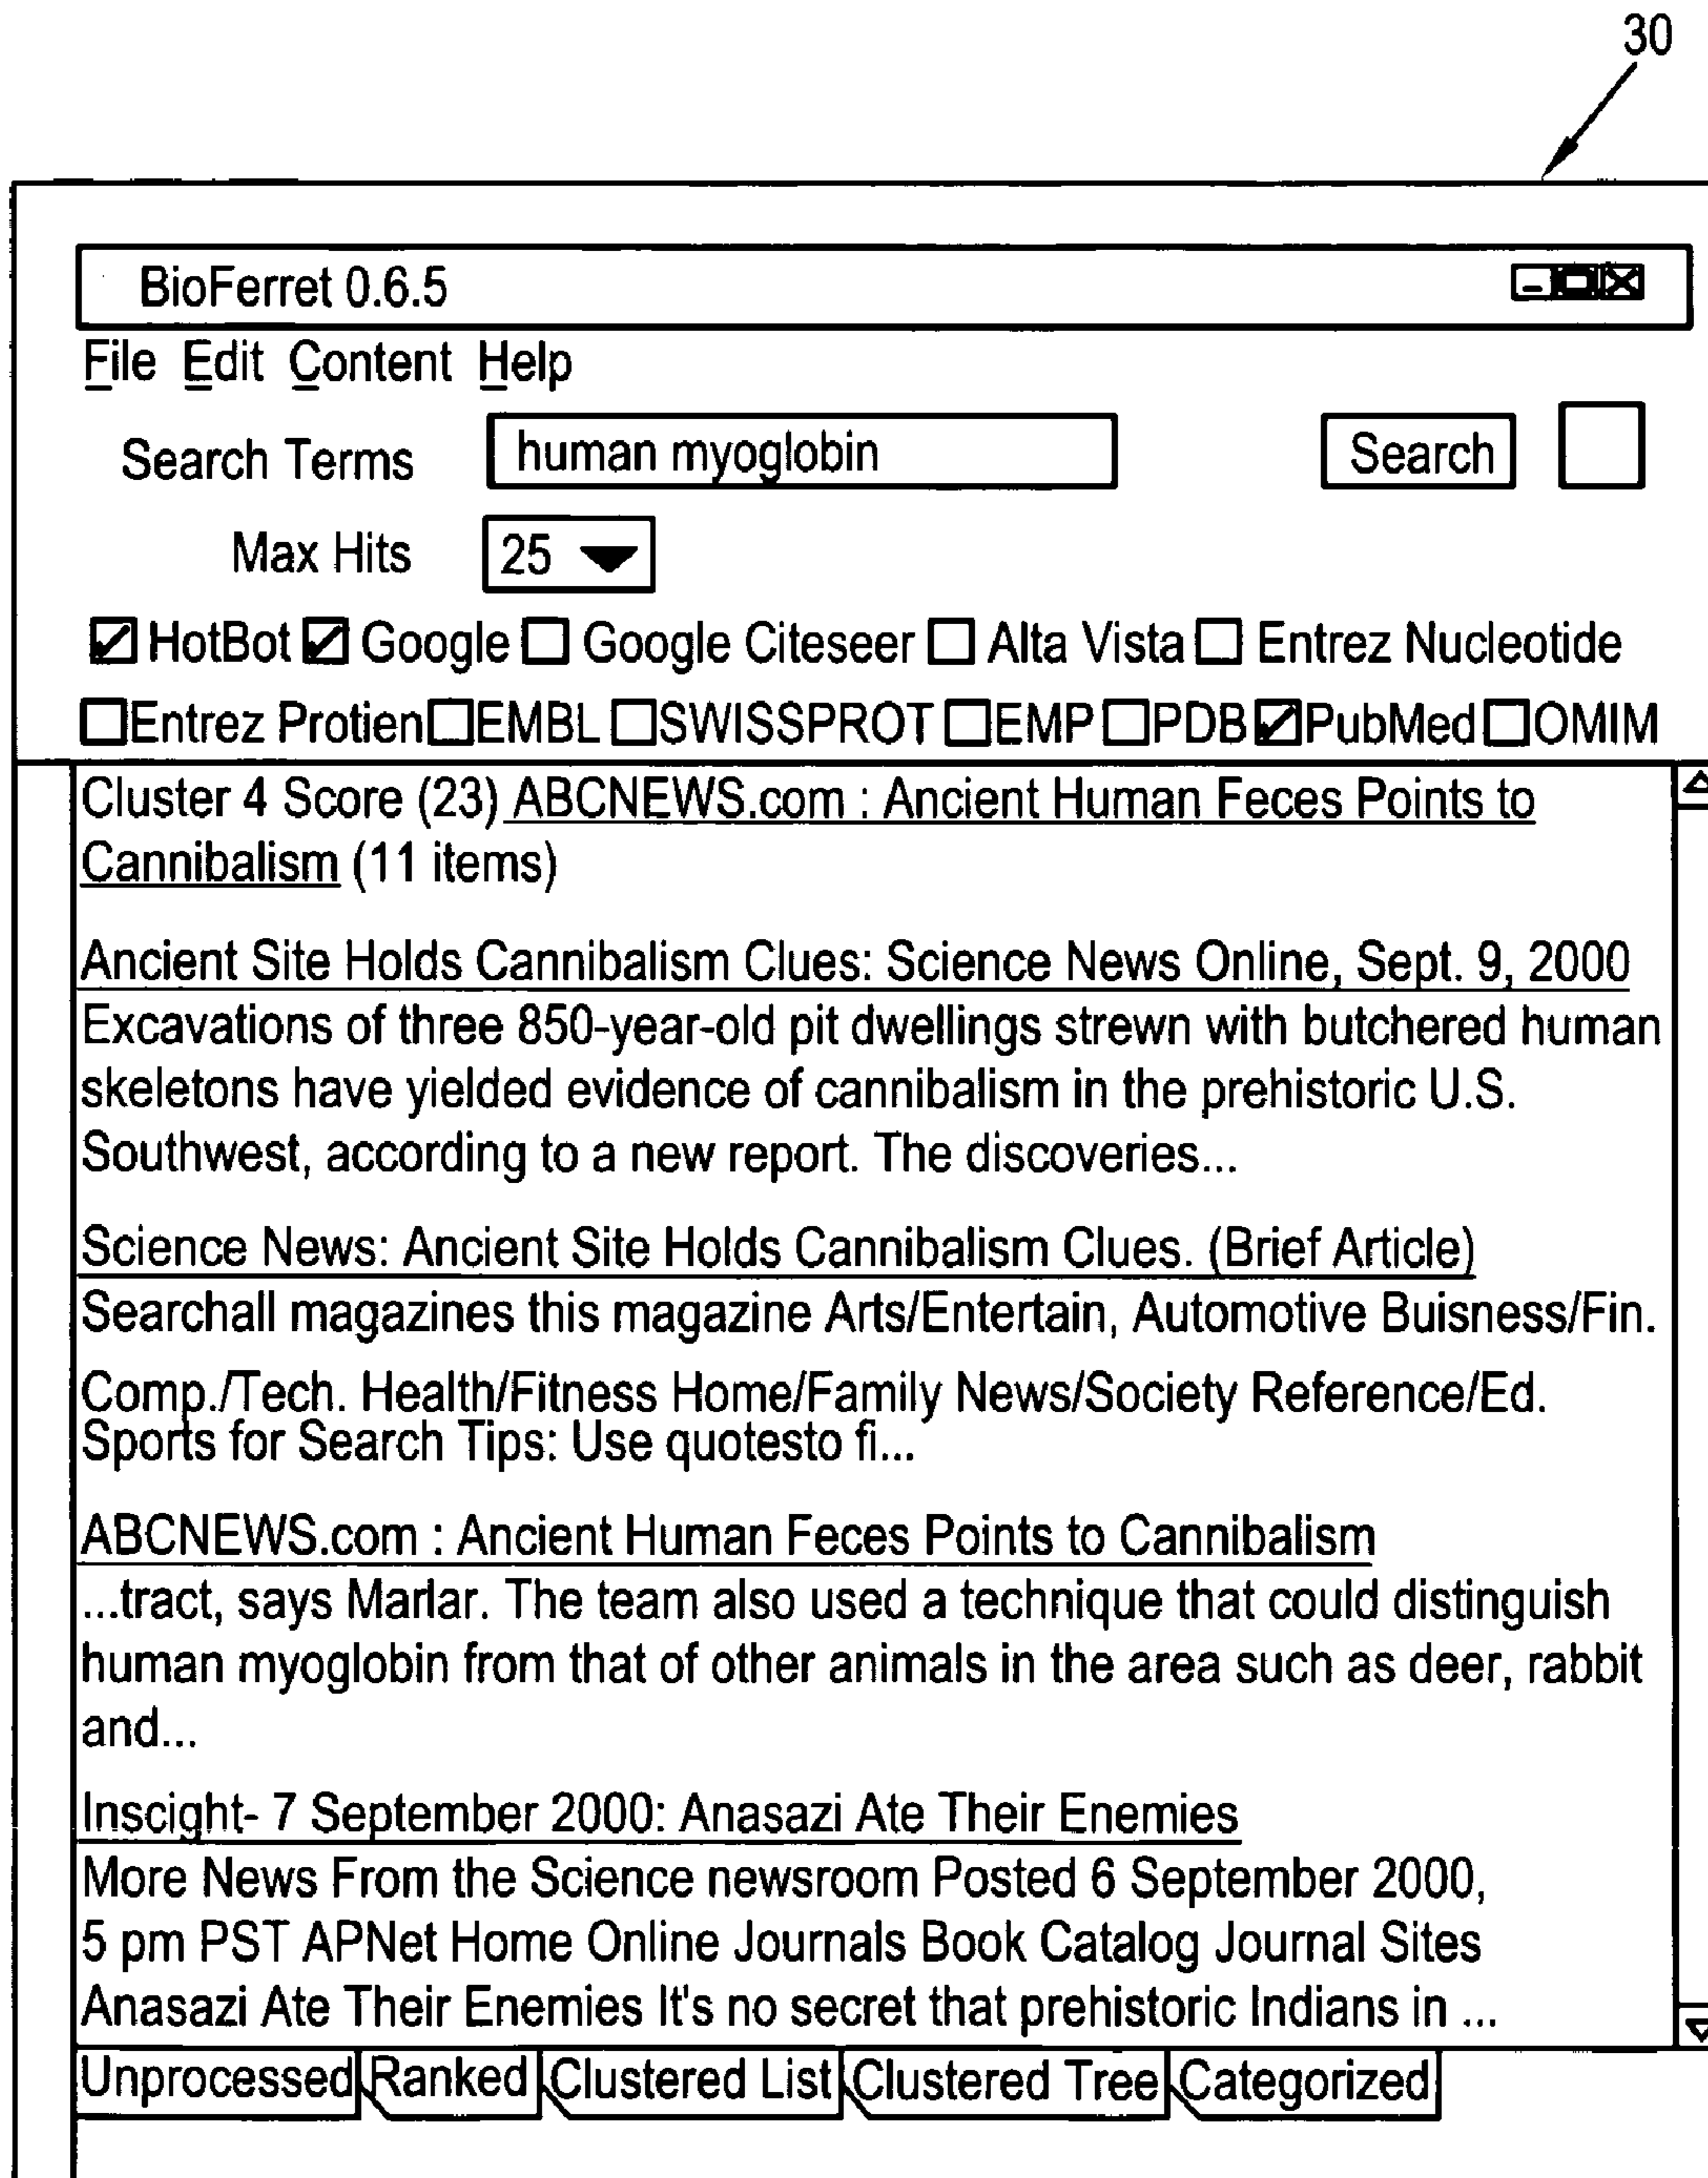 30
BioFerret 0.6.5
File Edit Content Help
Search Terms human myoglobin Search
Max Hits 25
HotBot Google Google Citeseer Alta Vista Entrez Nucleotide
Entrez Protien EMBL SWISSPROT EMP PDB PubMed OMIM
Cluster 4 Score (23) ABCNEWS.com : Ancient Human Feces Points to
Cannibalism (11 items)
Ancient Site Holds Cannibalism Clues: Science News Online, Sept. 9, 2000
Excavations of three 850-year-old pit dwellings strewn with butchered human
skeletons have yielded evidence of cannibalism in the prehistoric U.S.
Southwest, according to a new report. The discoveries...
Science News: Ancient Site Holds Cannibalism Clues. (Brief Article)
Searchall magazines this magazine Arts/Entertain, Automotive Buisness/Fin.
Comp./Tech. Health/Fitness Home/Family News/Society Reference/Ed.
Sports for Search Tips: Use quotesto fi...
ABCNEWS.com : Ancient Human Feces Points to Cannibalism
...tract, says Marlar. The team also used a technique that could distinguish
human myoglobin from that of other animals in the area such as deer, rabbit
and...
Inscight- 7 September 2000: Anasazi Ate Their Enemies
More News From the Science newsroom Posted 6 September 2000,
5 pm PST APNet Home Online Journals Book Catalog Journal Sites
Anasazi Ate Their Enemies It's no secret that prehistoric Indians in ...
Unprocessed Ranked Clustered List Clustered Tree Categorized